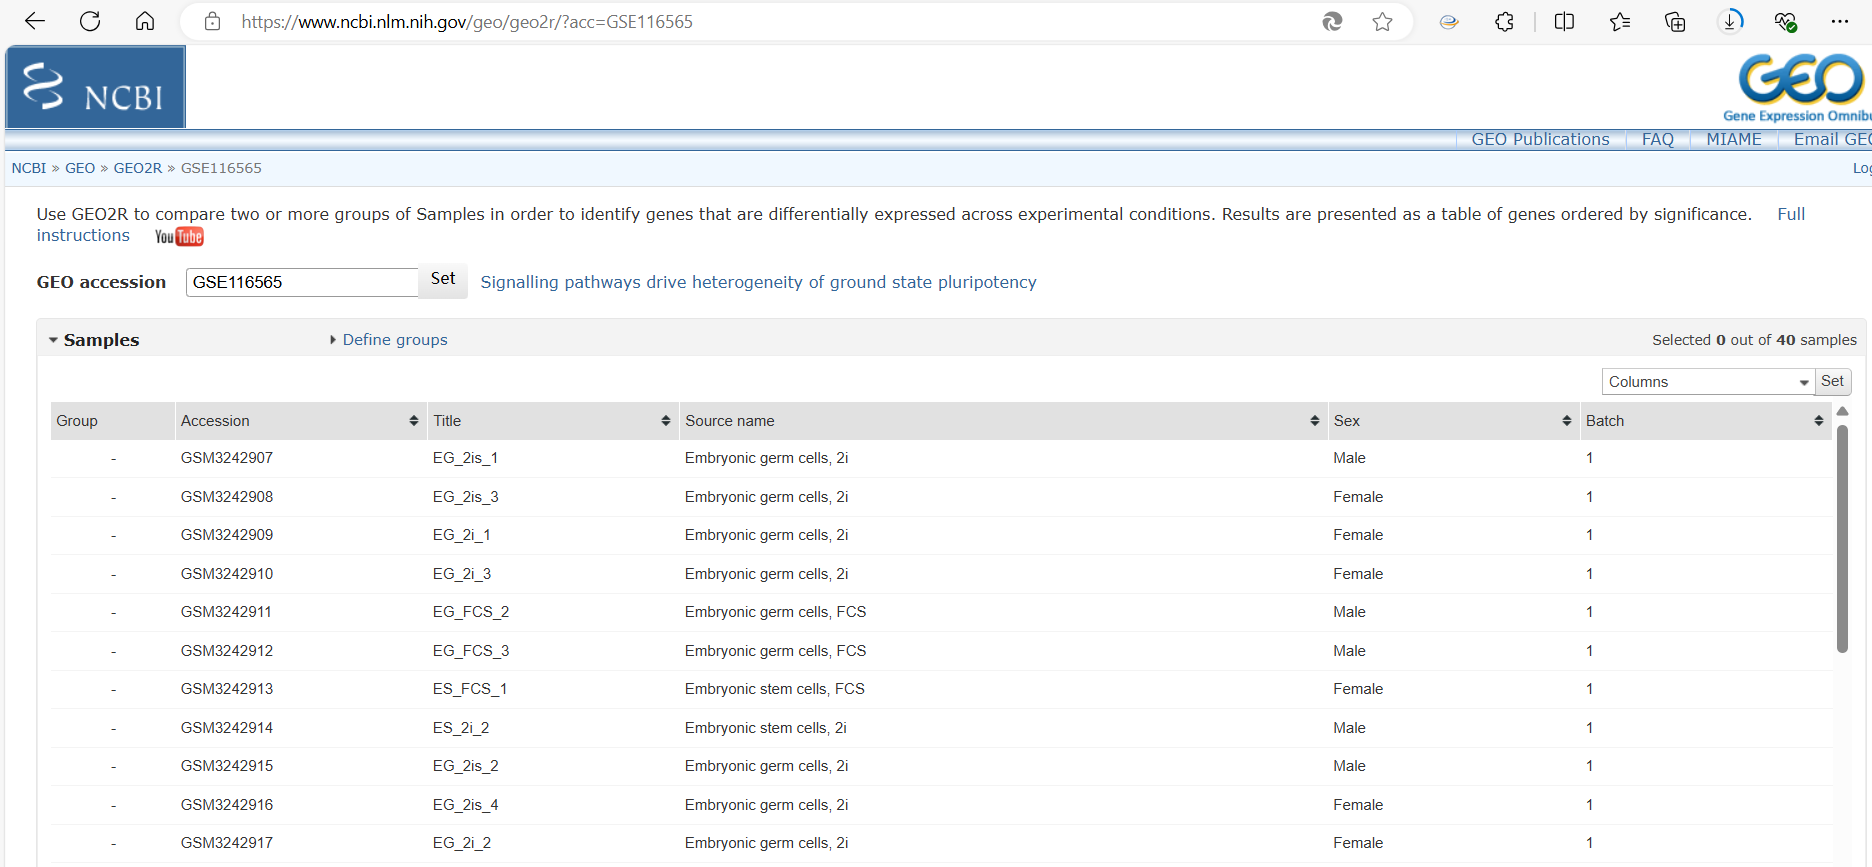 https://www.ncbi.nlm.nih.gov/geo/geo2r/?acc=GSE116565
NCBI
GEO
Gene Expression Omnibu
GEO Publications FAQ MIAME Email GEO
NCBI » GEO » GEO2R » GSE116565
Log
Use GEO2R to compare two or more groups of Samples in order to identify genes that are differentially expressed across experimental conditions. Results are presented as a table of genes ordered by significance. Full
instructions YouTube
GEO accession GSE116565 Set Signalling pathways drive heterogeneity of ground state pluripotency
Samples Define groups Selected 0 out of 40 samples
Columns Set
Group Accession Title Source name Sex Batch
- GSM3242907 EG_2is_1 Embryonic germ cells, 2i Male 1
- GSM3242908 EG_2is_3 Embryonic germ cells, 2i Female 1
- GSM3242909 EG_2i_1 Embryonic germ cells, 2i Female 1
- GSM3242910 EG_2i_3 Embryonic germ cells, 2i Female 1
- GSM3242911 EG_FCS_2 Embryonic germ cells, FCS Male 1
- GSM3242912 EG_FCS_3 Embryonic germ cells, FCS Male 1
- GSM3242913 ES_FCS_1 Embryonic stem cells, FCS Female 1
- GSM3242914 ES_2i_2 Embryonic stem cells, 2i Male 1
- GSM3242915 EG_2is_2 Embryonic germ cells, 2i Male 1
- GSM3242916 EG_2is_4 Embryonic germ cells, 2i Female 1
- GSM3242917 EG_2i_2 Embryonic germ cells, 2i Female 1